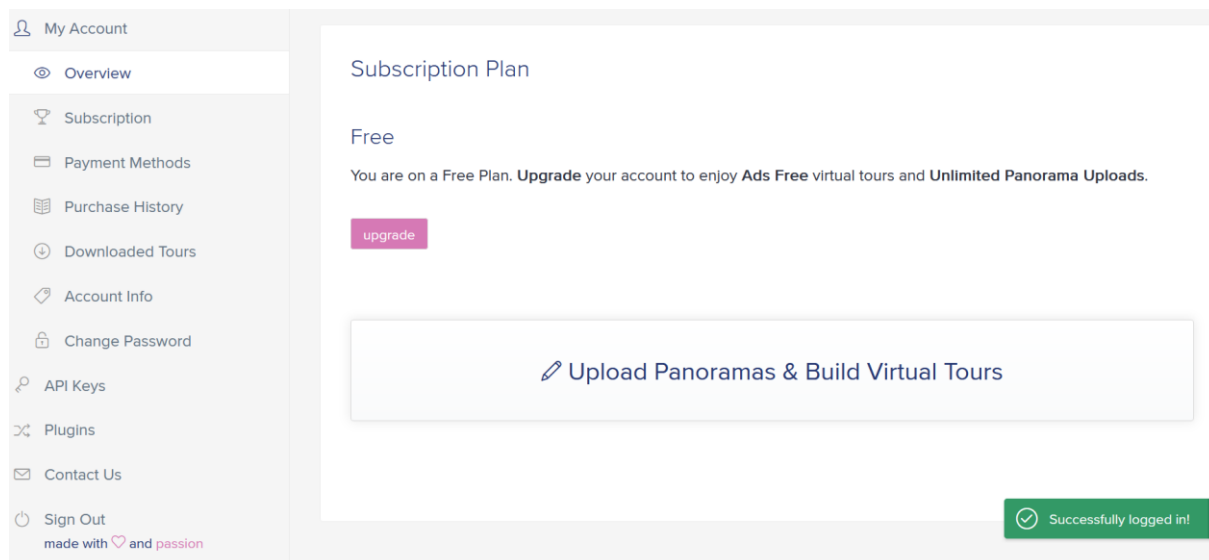 My Account
Overview
Subscription
Payment Methods
Purchase History
Downloaded Tours
Account Info
Change Password
API Keys
Plugins
Contact Us
Sign Out
made with and passion
Subscription Plan
Free
You are on a Free Plan. Upgrade your account to enjoy Ads Free virtual tours and Unlimited Panorama Uploads.
upgrade
Upload Panoramas & Build Virtual Tours
Successfully logged in!